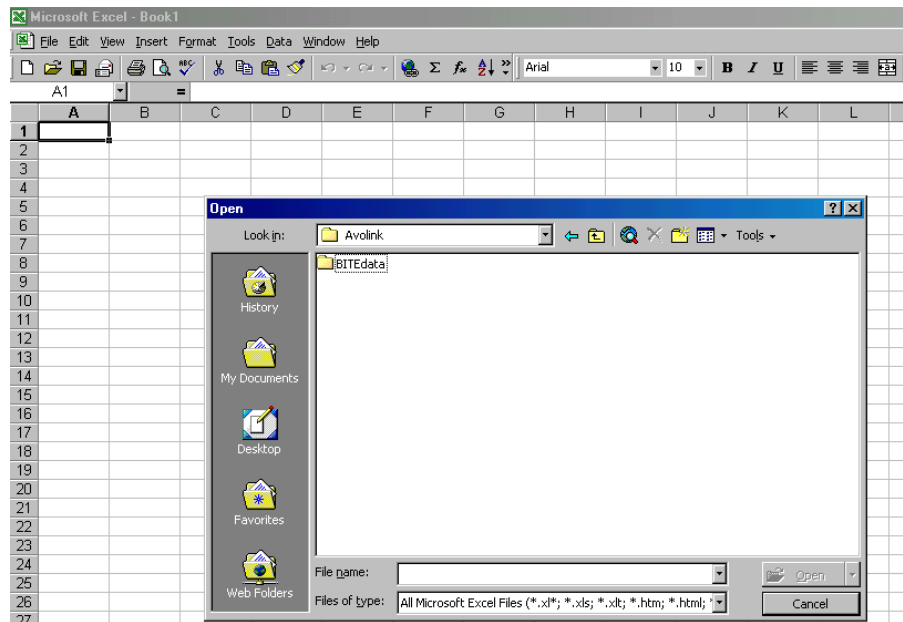 Microsoft Excel - Book1
File Edit View Insert Format Tools Data Window Help
ABC Σ fx Arial 10 B I U
A1 =
A B C D E F G H I J K L
1
2
3
4
5
6
7
8
9
10
11
12
13
14
15
16
17
18
19
20
21
22
23
24
25
26
27
Open ? X
Look in: Avolink Tools
BITEdata
History
My Documents
Desktop
Favorites
Web Folders
File name: Open
Files of type: All Microsoft Excel Files (*.xl*; *.xls; *.xlt; *.htm; *.html; Cancel